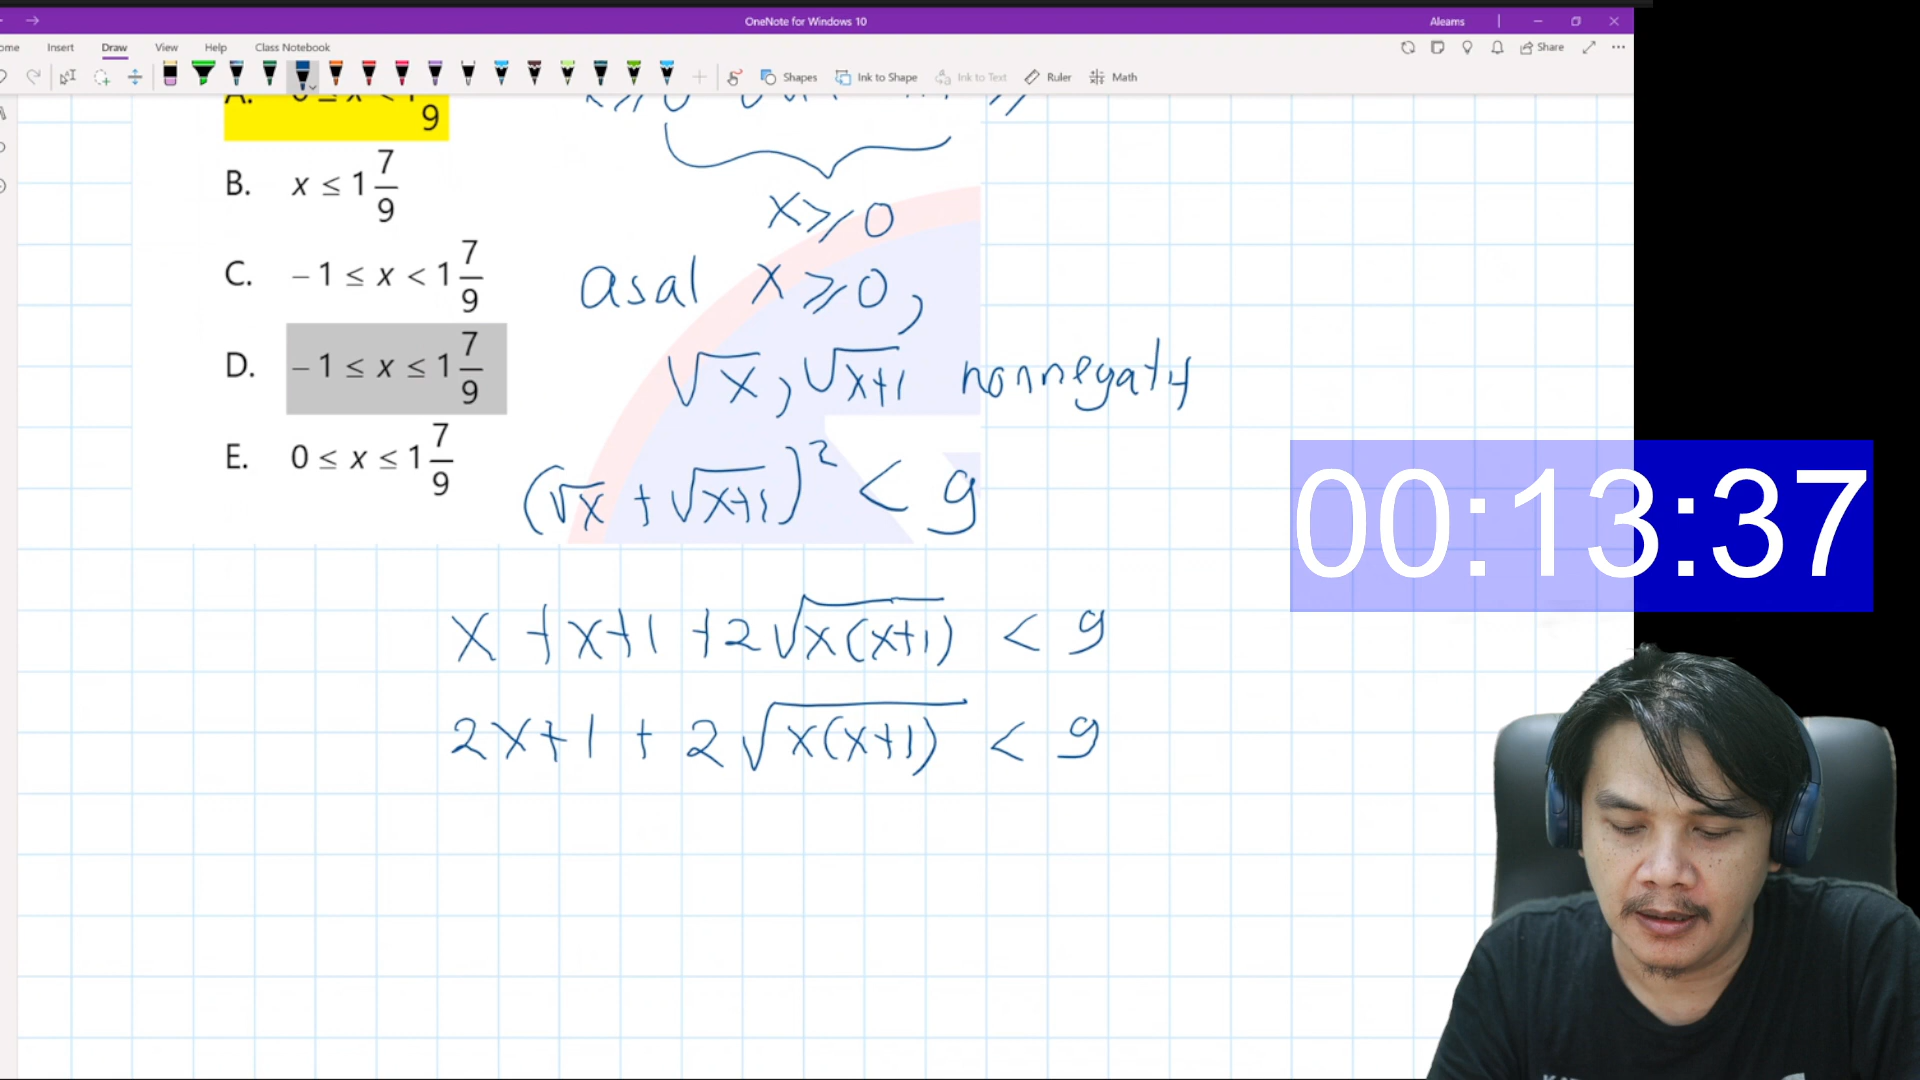 OneNote for Windows 10
Aleams
Insert Draw View Help Class Notebook
Share
Shapes Ink to Shape Ink to Text Ruler Math
9
B. x ≤ 1 7/9
x ≥ 0
C. −1 ≤ x < 1 7/9
asal x ≥ 0,
D. −1 ≤ x ≤ 1 7/9
√x, √x+1 nonnegatif
E. 0 ≤ x ≤ 1 7/9
(√x + √x+1)² < 9
00:13:37
x + x+1 + 2√x(x+1) < 9
2x+1 + 2√x(x+1) < 9